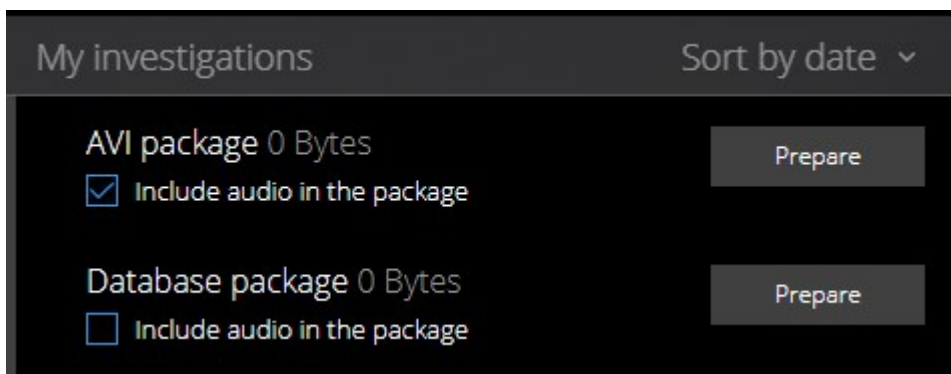 My investigations Sort by date
AVI package 0 Bytes Prepare
Include audio in the package
Database package 0 Bytes Prepare
Include audio in the package